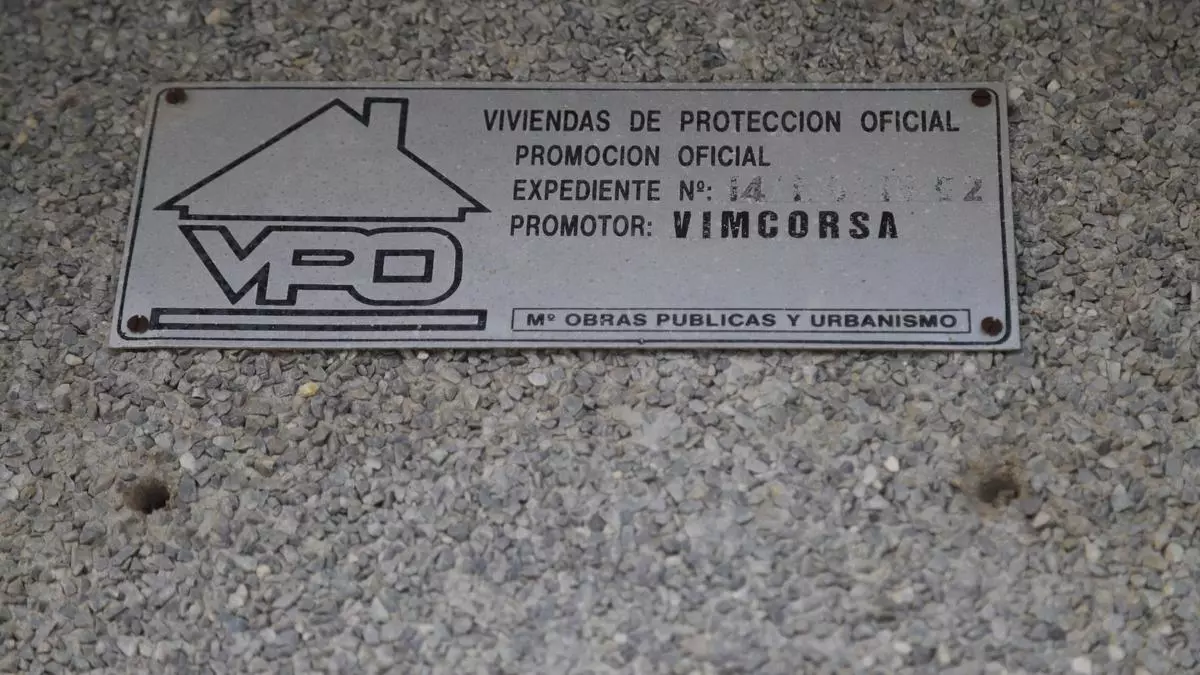 VIVIENDAS DE PROTECCION OFICIAL
PROMOCION OFICIAL
EXPEDIENTE Nº:
PROMOTOR: VIMCORSA
VPO
Mº OBRAS PUBLICAS Y URBANISMO